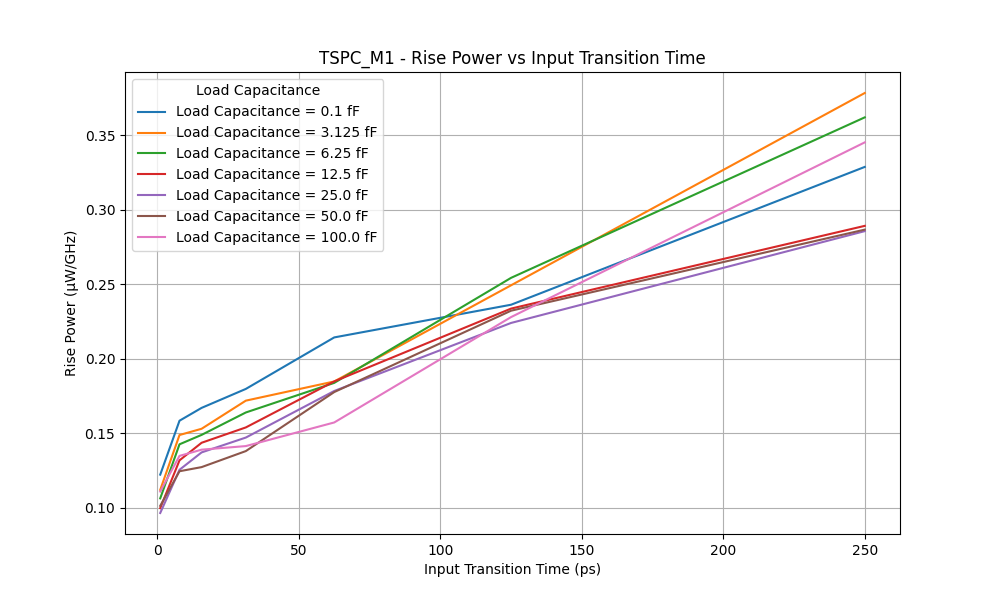 TSPC_M1 - Rise Power vs Input Transition Time
Load Capacitance
Load Capacitance = 0.1 fF
Load Capacitance = 3.125 fF
Load Capacitance = 6.25 fF
Load Capacitance = 12.5 fF
Load Capacitance = 25.0 fF
Load Capacitance = 50.0 fF
Load Capacitance = 100.0 fF
Rise Power (μW/GHz)
0.35
0.30
0.25
0.20
0.15
0.10
0 50 100 150 200 250
Input Transition Time (ps)